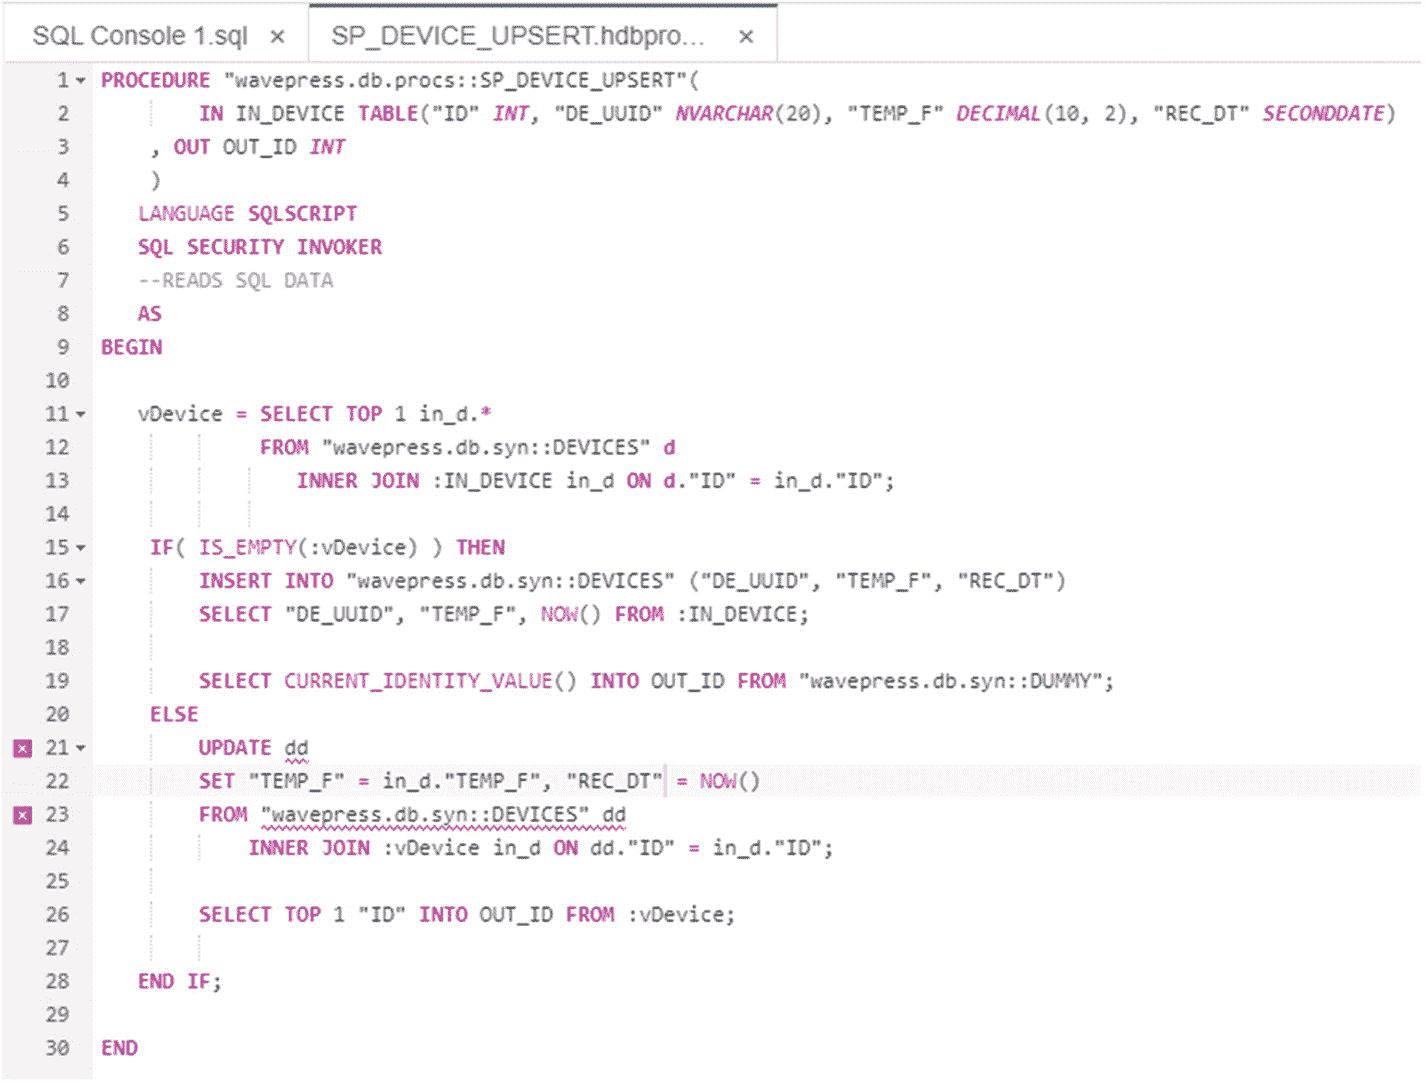 SQL Console 1.sql × SP_DEVICE_UPSERT.hdbpro... ×
1 PROCEDURE "wavepress.db.procs::SP_DEVICE_UPSERT"(
2 IN IN_DEVICE TABLE("ID" INT, "DE_UUID" NVARCHAR(20), "TEMP_F" DECIMAL(10, 2), "REC_DT" SECONDDATE)
3 , OUT OUT_ID INT
4 )
5 LANGUAGE SQLSCRIPT
6 SQL SECURITY INVOKER
7 --READS SQL DATA
8 AS
9 BEGIN
10
11 vDevice = SELECT TOP 1 in_d.*
12 FROM "wavepress.db.syn::DEVICES" d
13 INNER JOIN :IN_DEVICE in_d ON d."ID" = in_d."ID";
14
15 IF( IS_EMPTY(:vDevice) ) THEN
16 INSERT INTO "wavepress.db.syn::DEVICES" ("DE_UUID", "TEMP_F", "REC_DT")
17 SELECT "DE_UUID", "TEMP_F", NOW() FROM :IN_DEVICE;
18
19 SELECT CURRENT_IDENTITY_VALUE() INTO OUT_ID FROM "wavepress.db.syn::DUMMY";
20 ELSE
21 UPDATE dd
22 SET "TEMP_F" = in_d."TEMP_F", "REC_DT" = NOW()
23 FROM "wavepress.db.syn::DEVICES" dd
24 INNER JOIN :vDevice in_d ON dd."ID" = in_d."ID";
25
26 SELECT TOP 1 "ID" INTO OUT_ID FROM :vDevice;
27
28 END IF;
29
30 END